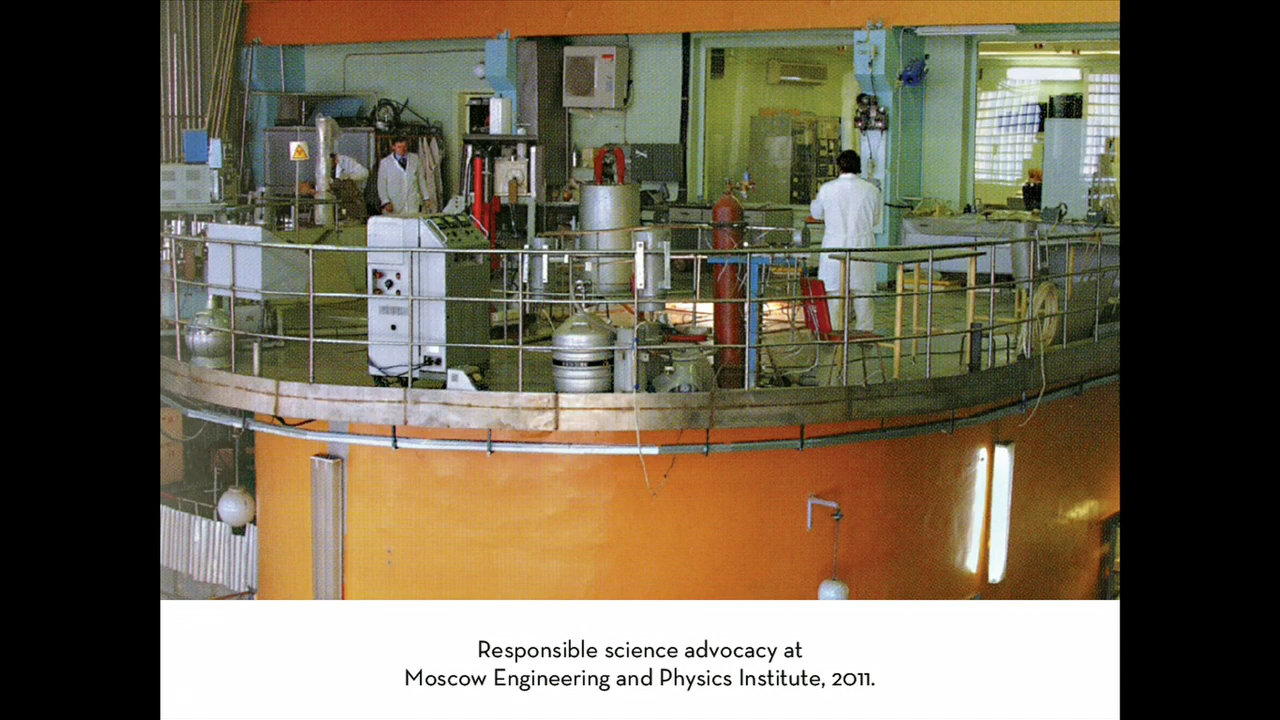 Responsible science advocacy at
Moscow Engineering and Physics Institute, 2011.